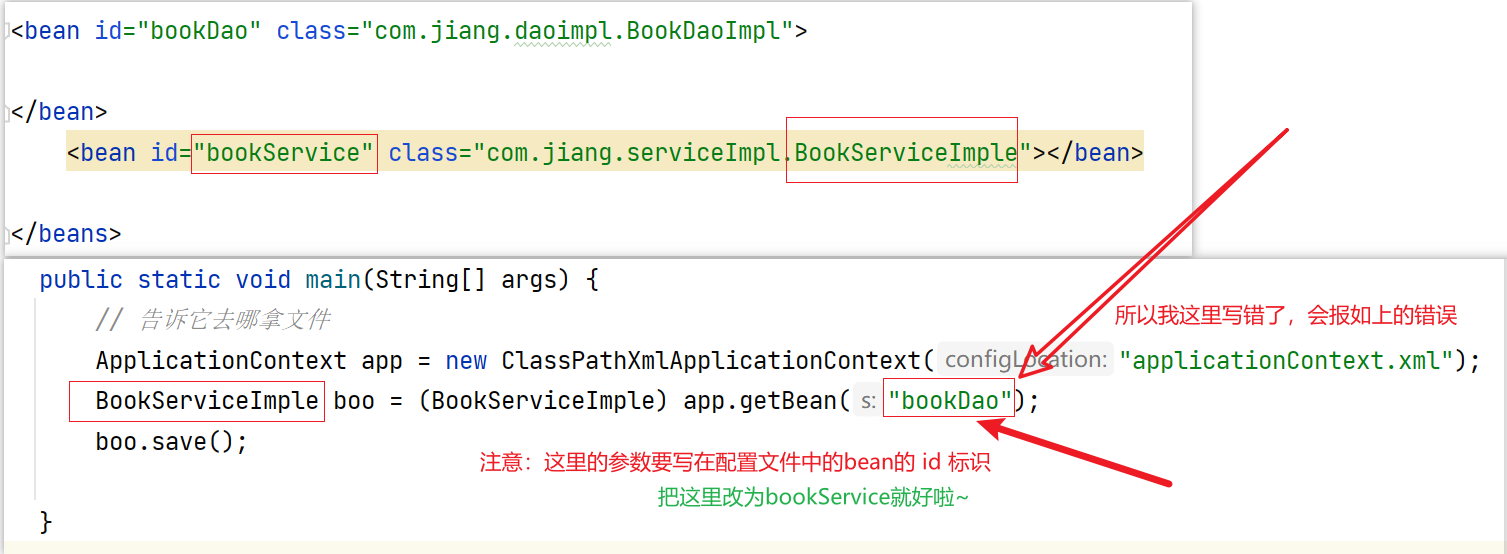 <bean id="bookDao" class="com.jiang.daoimpl.BookDaoImpl">
</bean>
<bean id="bookService" class="com.jiang.serviceImpl.BookServiceImple"></bean>
</beans>
public static void main(String[] args) {
// 告诉它去哪拿文件
所以我这里写错了，会报如上的错误
ApplicationContext app = new ClassPathXmlApplicationContext( configLocation: "applicationContext.xml");
BookServiceImple boo = (BookServiceImple) app.getBean( s: "bookDao");
boo.save();
注意：这里的参数要写在配置文件中的bean的 id 标识
把这里改为bookService就好啦~
}